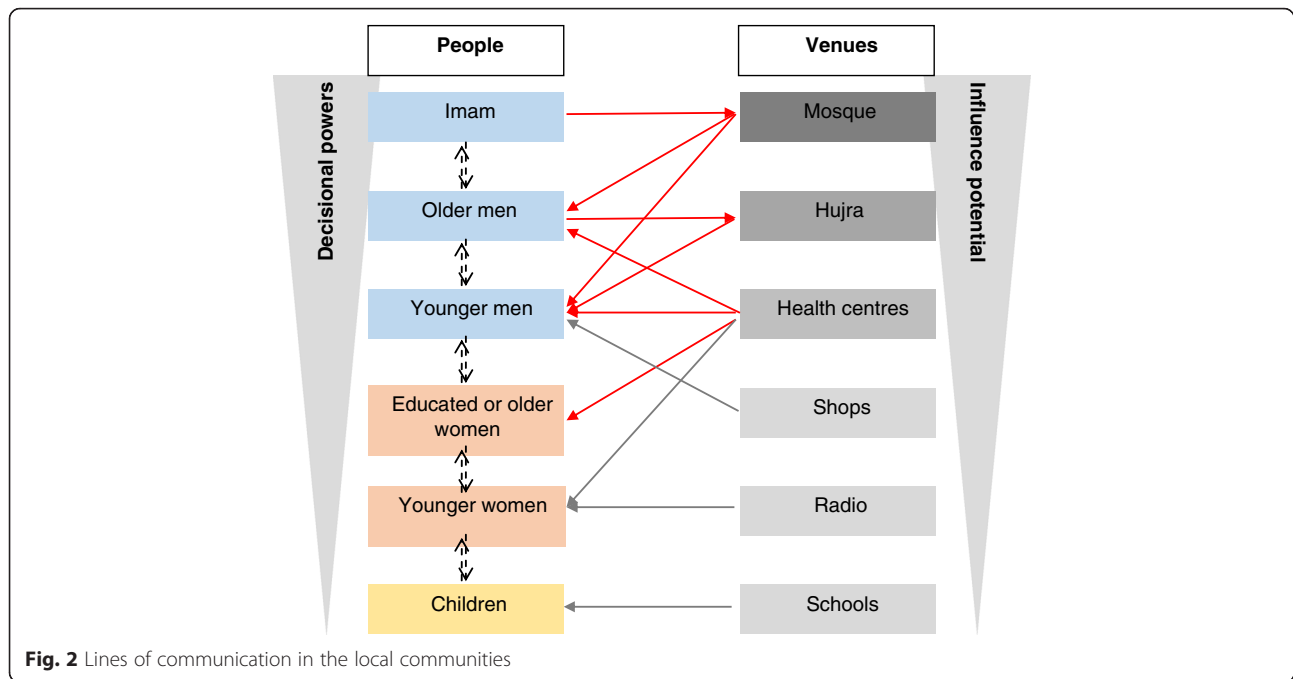 People
Venues
Decisional powers
Influence potential
Imam
Mosque
Older men
Hujra
Younger men
Health centres
Educated or older
women
Shops
Younger women
Radio
Children
Schools
Fig. 2 Lines of communication in the local communities